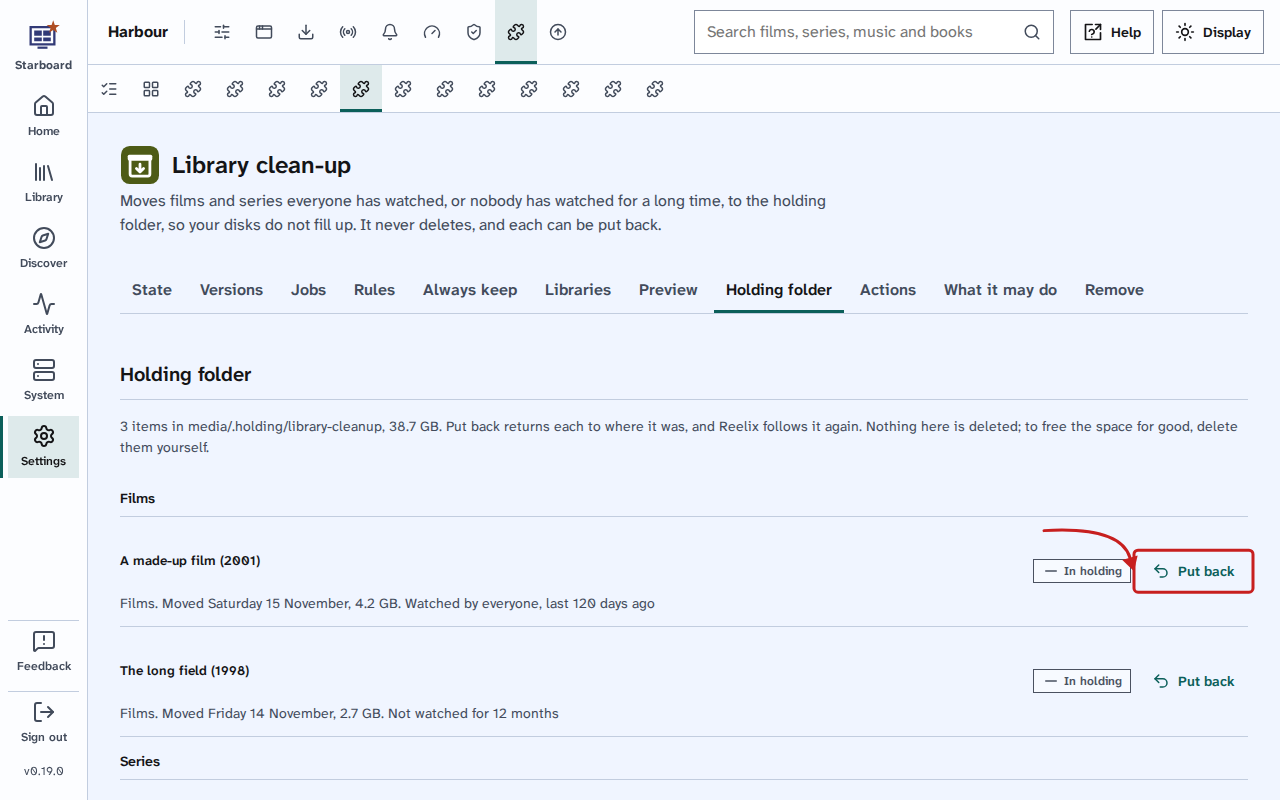 Starboard
Home
Library
Discover
Activity
System
Settings
Feedback
Sign out
v0.19.0
Harbour
Search films, series, music and books
Help
Display
Library clean-up
Moves films and series everyone has watched, or nobody has watched for a long time, to the holding
folder, so your disks do not fill up. It never deletes, and each can be put back.
State Versions Jobs Rules Always keep Libraries Preview Holding folder Actions What it may do Remove
Holding folder
3 items in media/.holding/library-cleanup, 38.7 GB. Put back returns each to where it was, and Reelix follows it again. Nothing here is deleted; to free the space for good, delete
them yourself.
Films
A made-up film (2001)
In holding
Put back
Films. Moved Saturday 15 November, 4.2 GB. Watched by everyone, last 120 days ago
The long field (1998)
In holding
Put back
Films. Moved Friday 14 November, 2.7 GB. Not watched for 12 months
Series